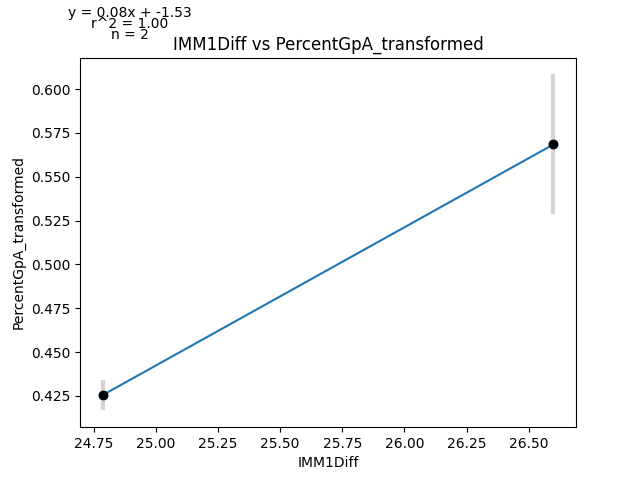 y = 0.08x + -1.53
r^2 = 1.00
n = 2
IMM1Diff vs PercentGpA_transformed
PercentGpA_transformed
0.600
0.575
0.550
0.525
0.500
0.475
0.450
0.425
24.75 25.00 25.25 25.50 25.75 26.00 26.25 26.50
IMM1Diff